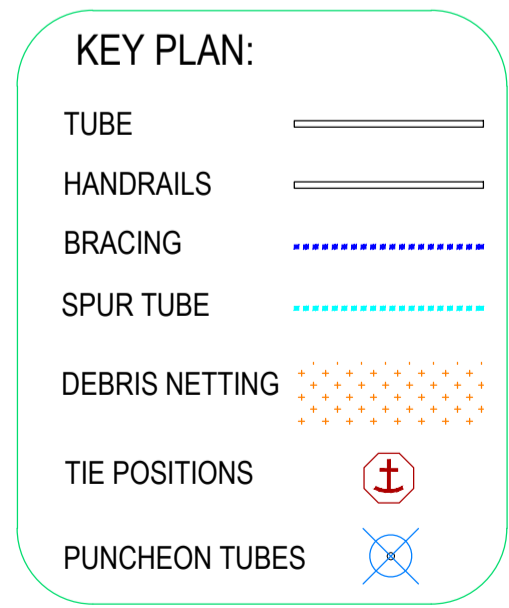 KEY PLAN:
TUBE
HANDRAILS
BRACING
SPUR TUBE
DEBRIS NETTING
TIE POSITIONS
PUNCHEON TUBES